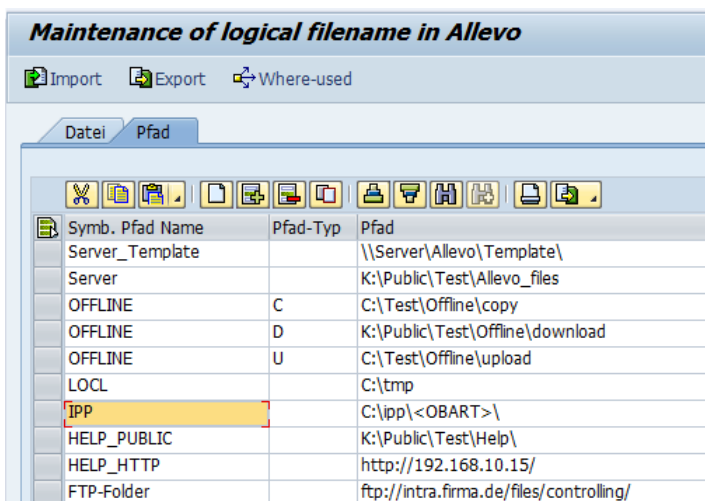 Maintenance of logical filename in Allevo
Import Export Where-used
Datei Pfad
Symb. Pfad Name Pfad-Typ Pfad
Server_Template \\Server\Allevo\Template\
Server K:\Public\Test\Allevo_files
OFFLINE C C:\Test\Offline\copy
OFFLINE D K:\Public\Test\Offline\download
OFFLINE U C:\Test\Offline\upload
LOCL C:\tmp
IPP C:\ipp\<OBART>\
HELP_PUBLIC K:\Public\Test\Help\
HELP_HTTP http://192.168.10.15/
FTP-Folder ftp://intra.firma.de/files/controlling/